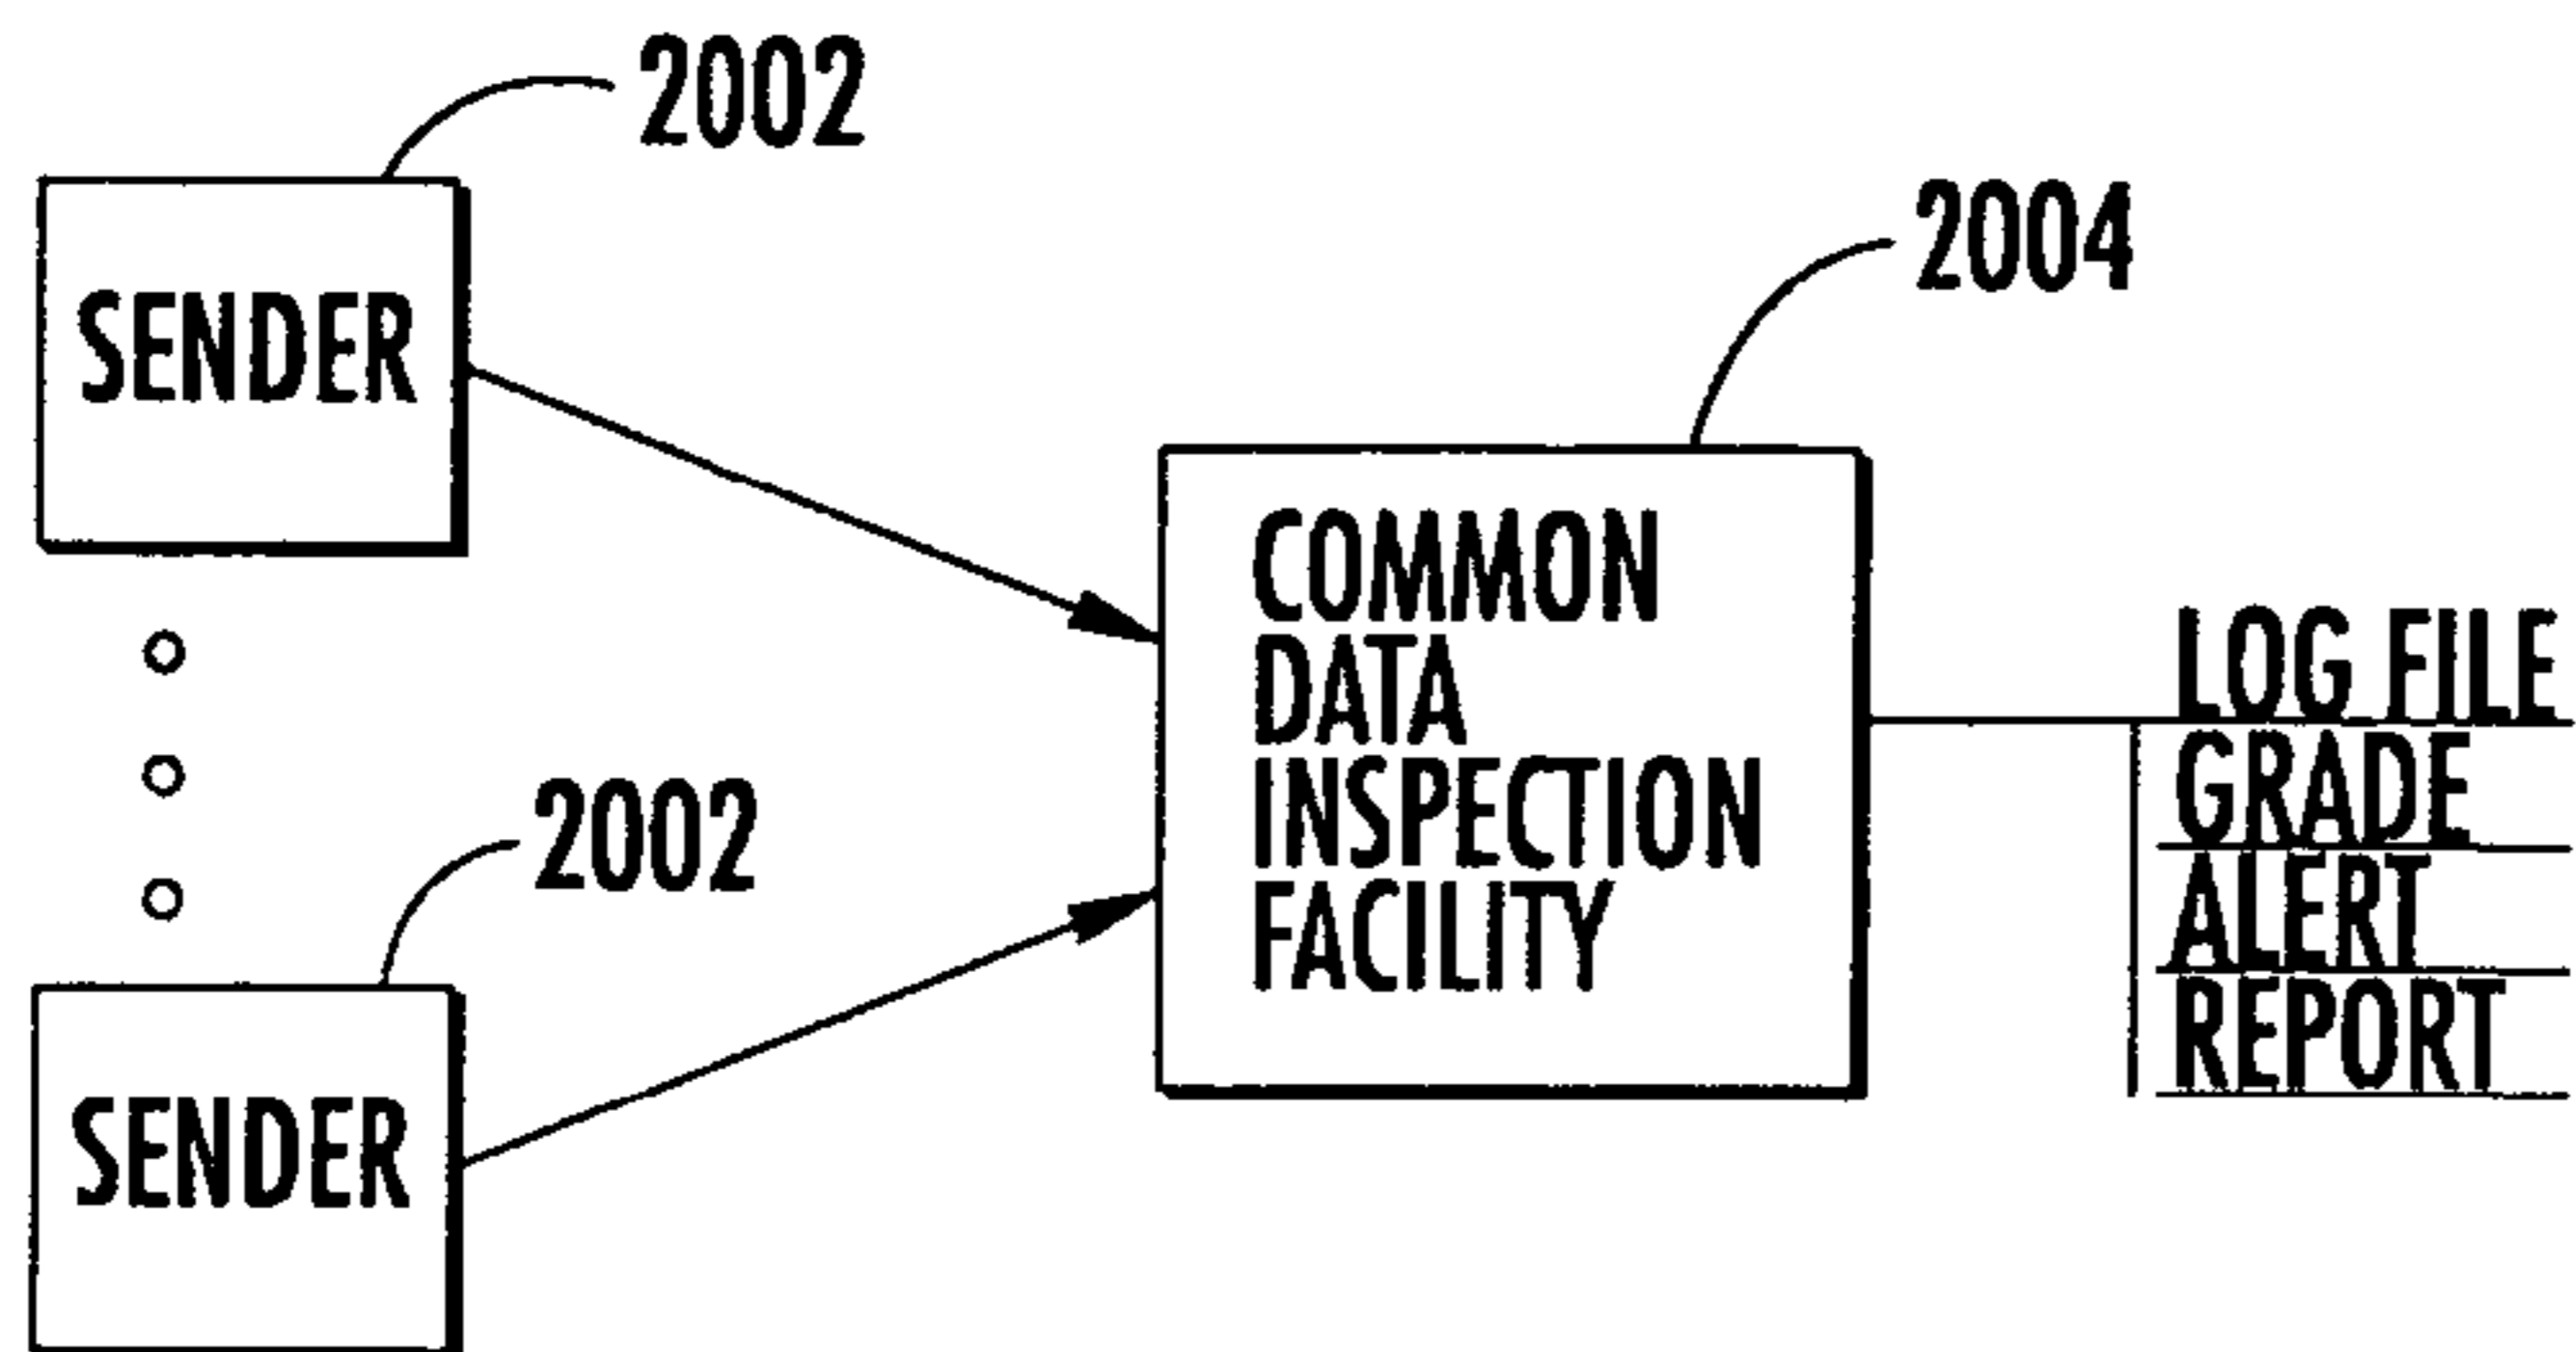 2002
SENDER
2004
COMMON
DATA
INSPECTION
FACILITY
LOG FILE
GRADE
ALERT
REPORT
2002
SENDER